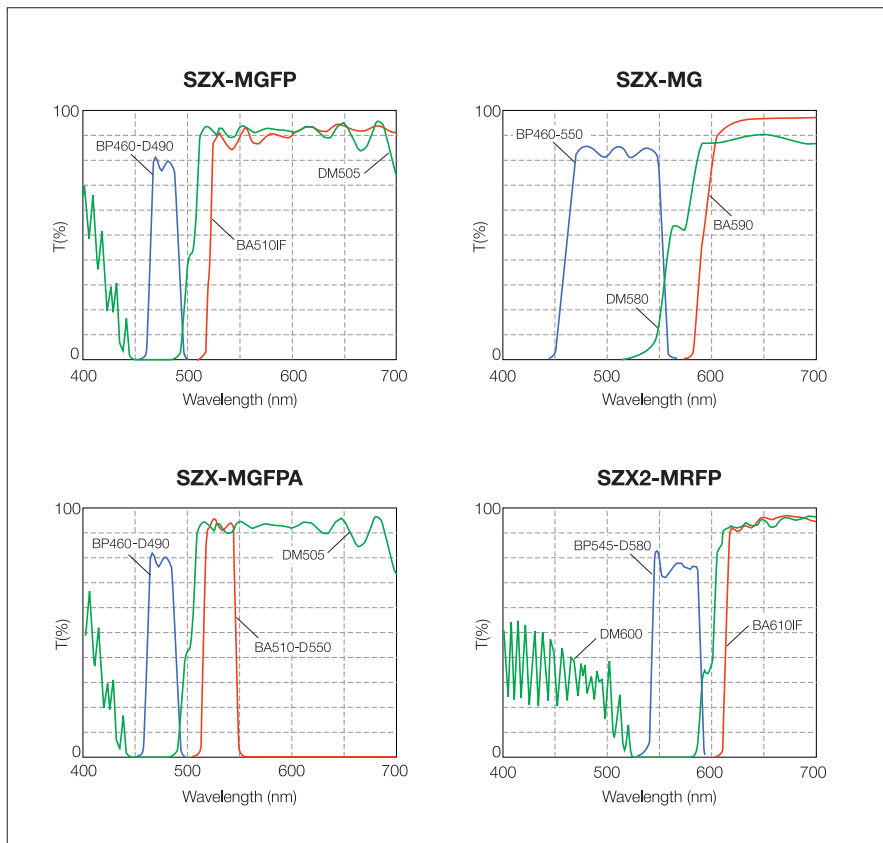 SZX-MGFP
100
BP460-D490
DM505
BA510IF
T(%)
0
400 500 600 700
Wavelength (nm)
SZX-MG
100
BP460-550
BA590
DM580
T(%)
0
400 500 600 700
Wavelength (nm)
SZX-MGFPA
100
BP460-D490
DM505
BA510-D550
T(%)
0
400 500 600 700
Wavelength (nm)
SZX2-MRFP
100
BP545-D580
DM600
BA610IF
T(%)
0
400 500 600 700
Wavelength (nm)